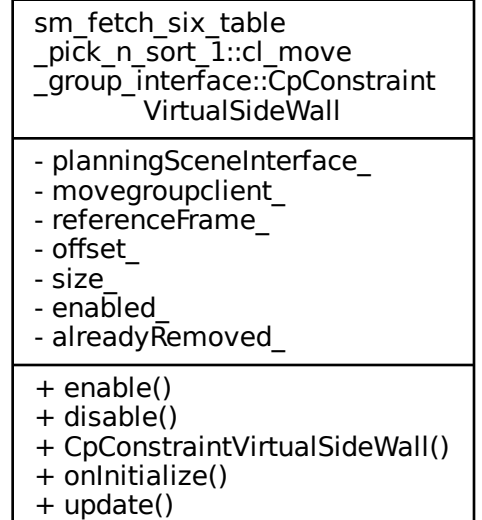 sm_fetch_six_table
_pick_n_sort_1::cl_move
_group_interface::CpConstraint
VirtualSideWall
- planningSceneInterface_
- movegroupclient_
- referenceFrame_
- offset_
- size_
- enabled_
- alreadyRemoved_
+ enable()
+ disable()
+ CpConstraintVirtualSideWall()
+ onInitialize()
+ update()